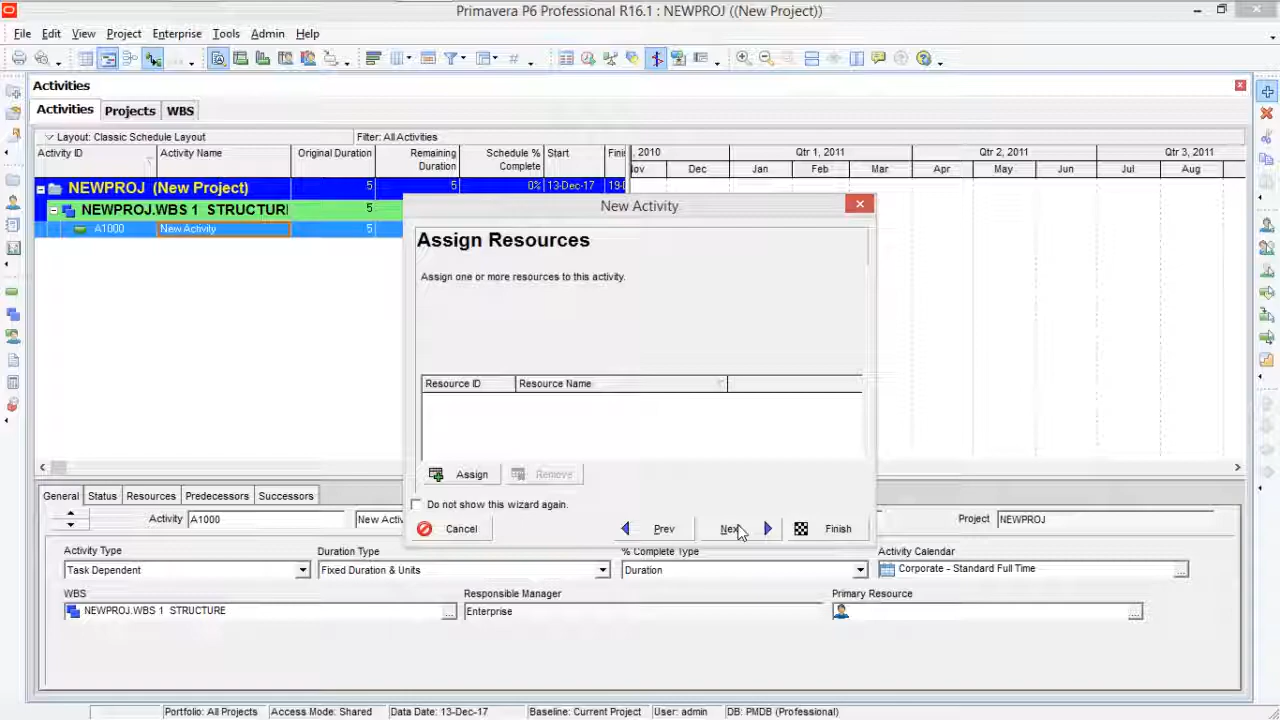 Primavera P6 Professional R16.1 : NEWPROJ ((New Project))
File Edit View Project Enterprise Tools Admin Help
Activities
Activities Projects WBS
Layout: Classic Schedule Layout Filter: All Activities
Activity ID Activity Name Original Duration Remaining Duration Schedule % Complete Start
, 2010 Qtr 1, 2011 Qtr 2, 2011 Qtr 3, 2011
Dec Jan Feb Mar Apr May Jun Jul Aug
NEWPROJ (New Project) 5 5 0% 13-Dec-17
NEWPROJ.WBS 1 STRUCTURI 5
A1000 New Activity 5
New Activity
Assign Resources
Assign one or more resources to this activity.
Resource ID Resource Name
Assign Remove
Do not show this wizard again.
Cancel Prev Next Finish
General Status Resources Predecessors Successors
Activity A1000 New Activ Project NEWPROJ
Activity Type Duration Type % Complete Type Activity Calendar
Task Dependent Fixed Duration & Units Duration Corporate - Standard Full Time ...
WBS Responsible Manager Primary Resource
NEWPROJ.WBS 1 STRUCTURE ... Enterprise ...
Portfolio: All Projects Access Mode: Shared Data Date: 13-Dec-17 Baseline: Current Project User: admin DB: PMDB (Professional)